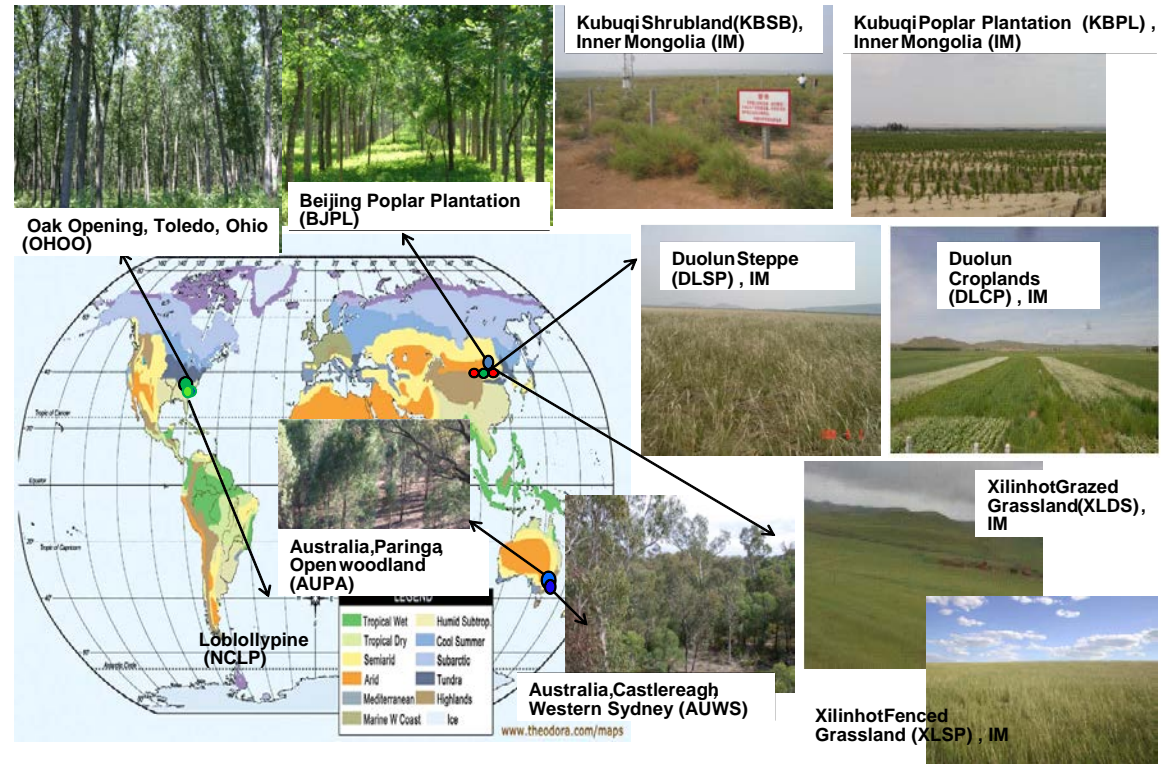 Kubuqi Shrubland(KBSB),
Inner Mongolia (IM)
Kubuqi Poplar Plantation (KBPL) ,
Inner Mongolia (IM)
Oak Opening, Toledo, Ohio
(OHOO)
Beijing Poplar Plantation
(BJPL)
Duolun Steppe
(DLSP) , IM
Duolun
Croplands
(DLCP) , IM
Tropic of Cancer
Equator
Tropic of Capricorn
Australia,Paringa,
Open woodland
(AUPA)
Xilinhot Grazed
Grassland(XLDS),
IM
Loblolly pine
(NCLP)
LEGEND
Tropical Wet
Humid Subtrop.
Tropical Dry
Cool Summer
Semiarid
Subarctic
Arid
Tundra
Mediterranean
Highlands
Marine W Coast
Ice
www.theodora.com/maps
Australia,Castlereagh,
Western Sydney (AUWS)
Xilinhot Fenced
Grassland (XLSP) , IM